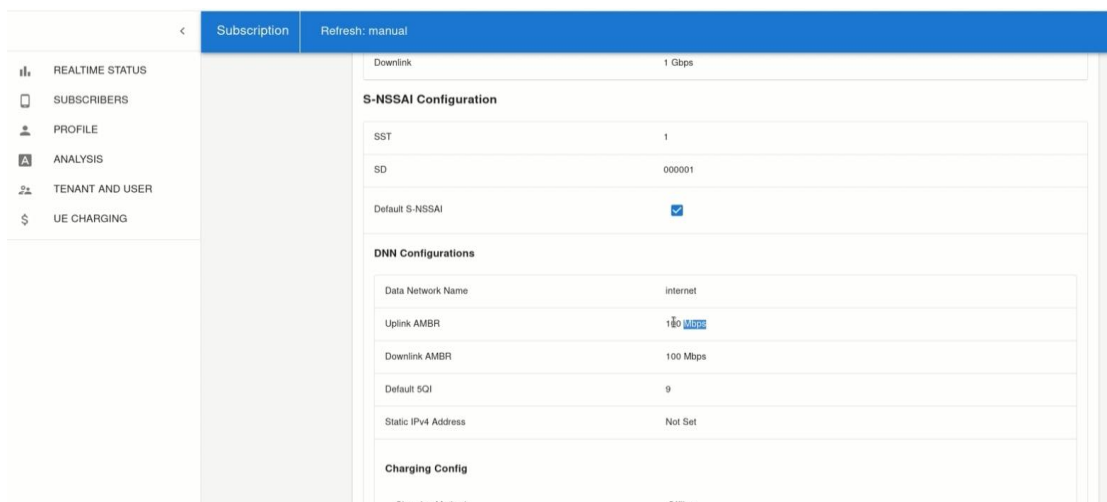 Subscription
Refresh: manual
REALTIME STATUS
SUBSCRIBERS
PROFILE
ANALYSIS
TENANT AND USER
UE CHARGING
Downlink 1 Gbps
S-NSSAI Configuration
SST 1
SD 000001
Default S-NSSAI
DNN Configurations
Data Network Name internet
Uplink AMBR 100 Mbps
Downlink AMBR 100 Mbps
Default 5QI 9
Static IPv4 Address Not Set
Charging Config